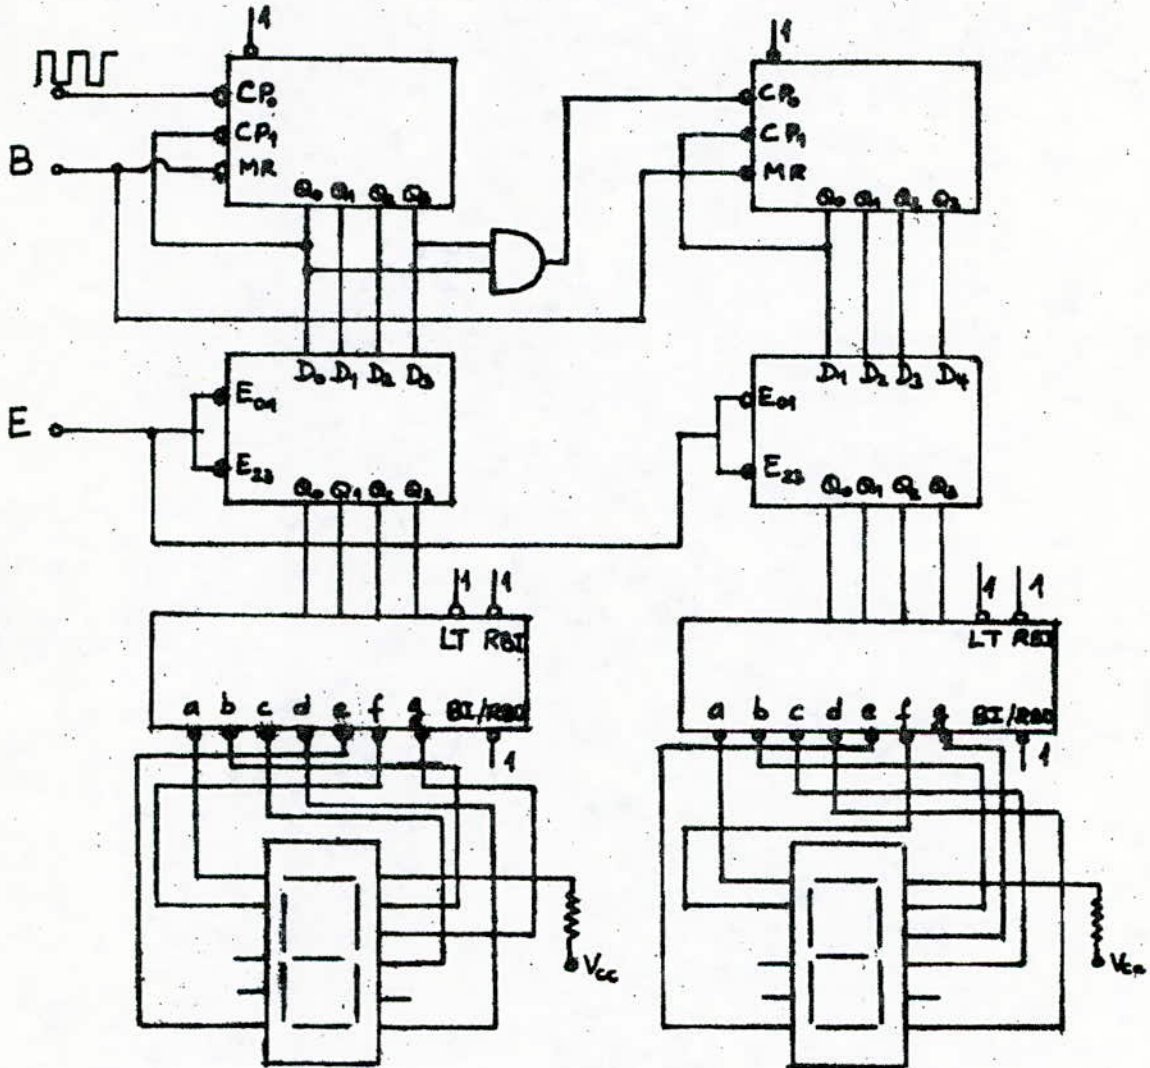 1 1
CP₀ CP₀
CP₁ CP₁
B MR MR
Q₀ Q₁ Q₂ Q₃ Q₀ Q₁ Q₂ Q₃
D₀ D₁ D₂ D₃ D₁ D₂ D₃ D₄
E₀₁ E₀₁
E
E₂₃ E₂₃
Q₀ Q₁ Q₂ Q₃ Q₀ Q₁ Q₂ Q₃
1 1 1 1
LT RBI LT RBI
a b c d e f g BI/RBO a b c d e f g BI/RBO
1 1
Vcc Vcc